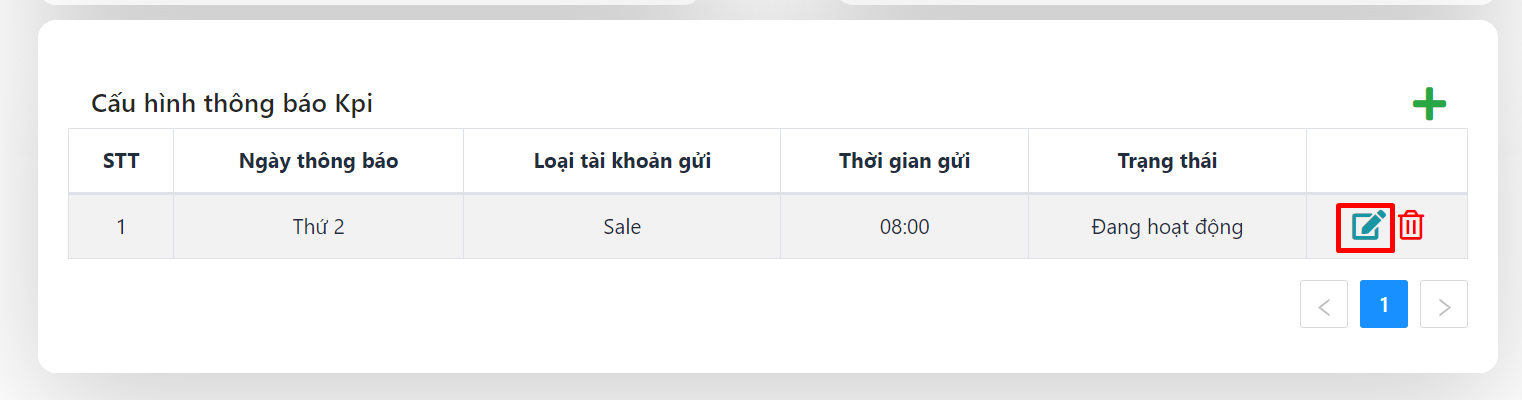 Cấu hình thông báo Kpi
STT Ngày thông báo Loại tài khoản gửi Thời gian gửi Trạng thái
1 Thứ 2 Sale 08:00 Đang hoạt động
1